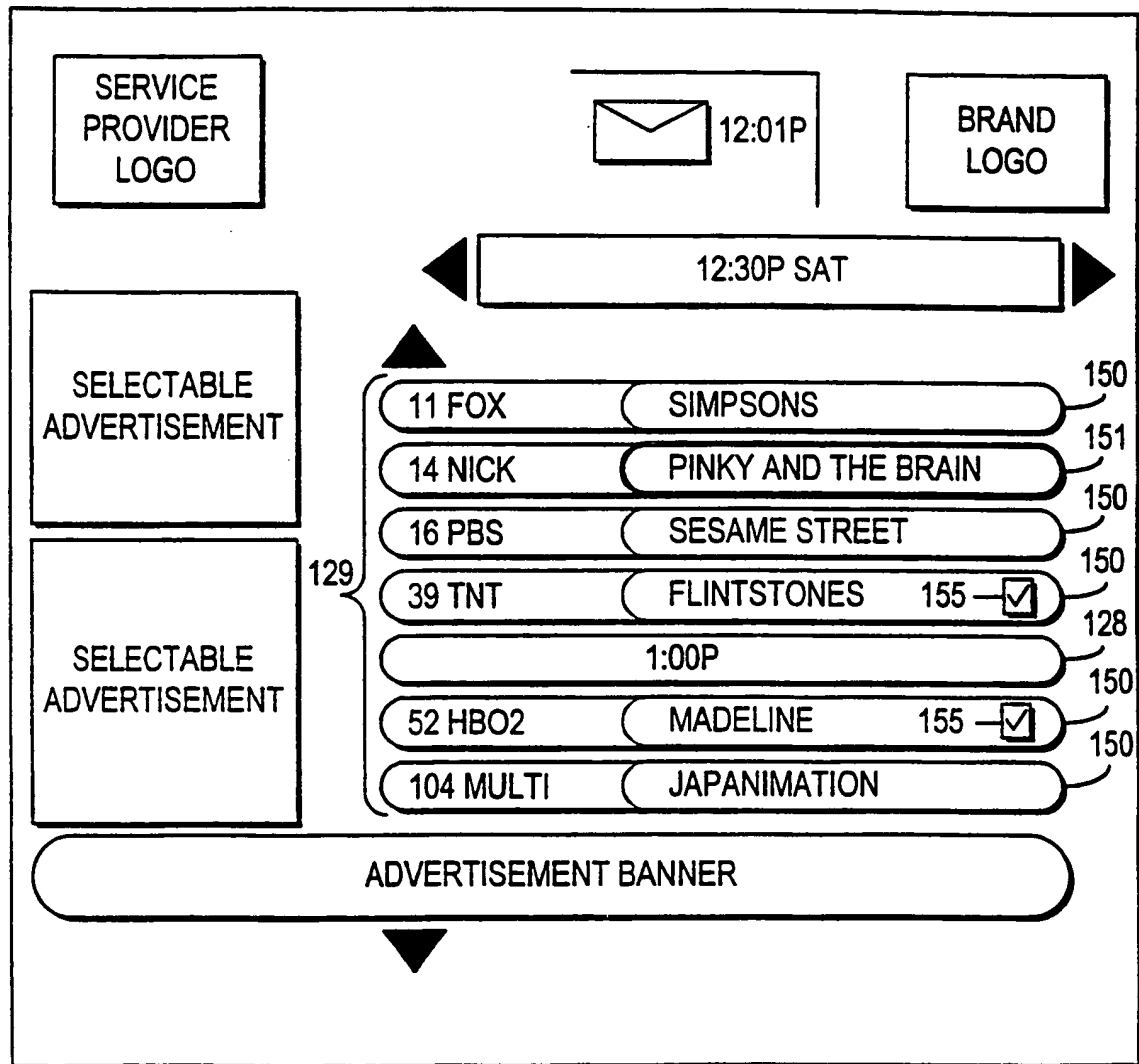 SERVICE
PROVIDER
LOGO
12:01P
BRAND
LOGO
12:30P SAT
SELECTABLE
ADVERTISEMENT
SELECTABLE
ADVERTISEMENT
129
11 FOX SIMPSONS 150
14 NICK PINKY AND THE BRAIN 151
16 PBS SESAME STREET 150
39 TNT FLINTSTONES 155 150
1:00P 128
52 HBO2 MADELINE 155 150
104 MULTI JAPANIMATION 150
ADVERTISEMENT BANNER